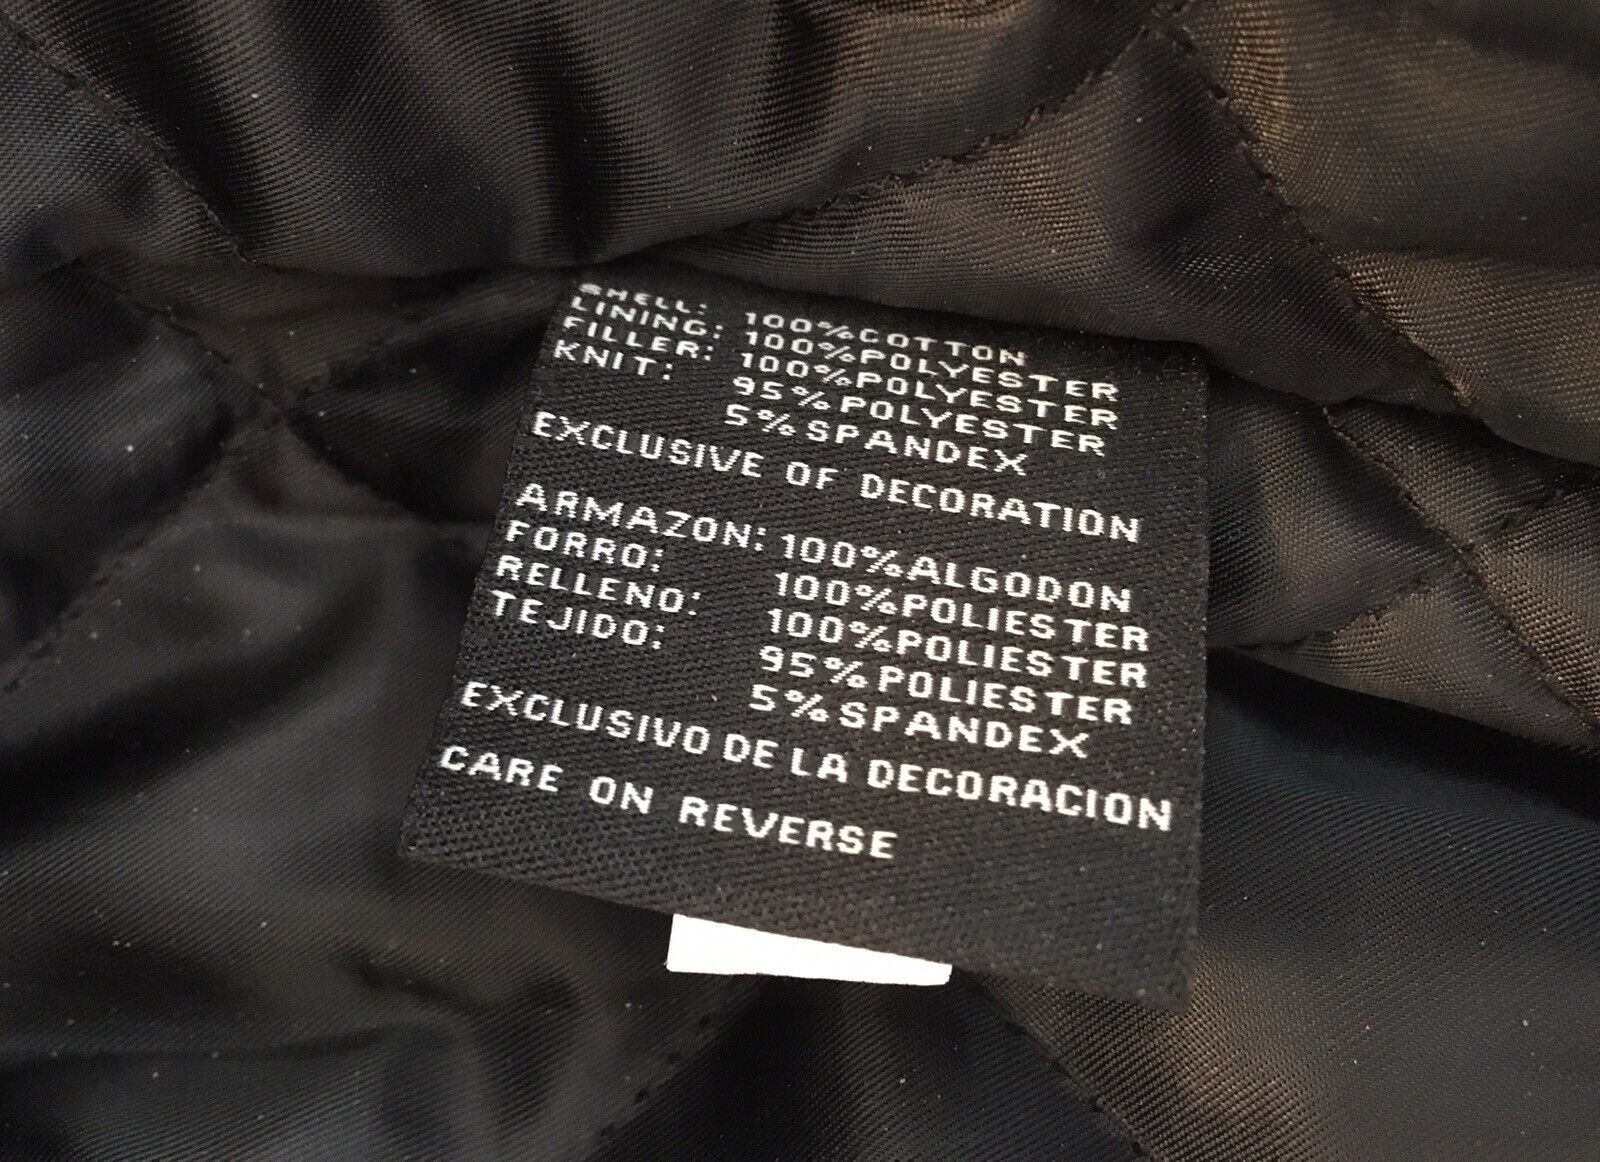 SHELL: 100%COTTON
LINING: 100%POLYESTER
FILLER: 100%POLYESTER
KNIT: 95%POLYESTER
5%SPANDEX
EXCLUSIVE OF DECORATION
ARMAZON: 100%ALGODON
FORRO: 100%POLIESTER
RELLENO: 100%POLIESTER
TEJIDO: 95%POLIESTER
5%SPANDEX
EXCLUSIVO DE LA DECORACION
CARE ON REVERSE